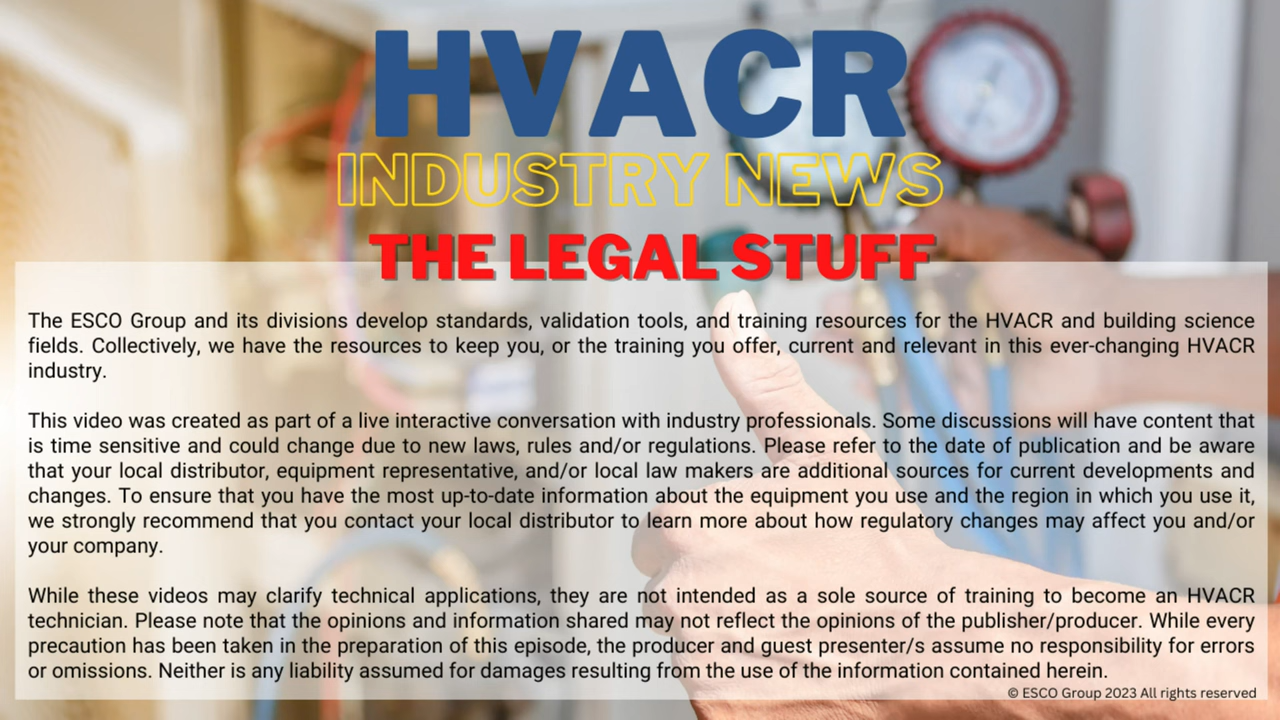 HVACR
INDUSTRY NEWS
THE LEGAL STUFF
The ESCO Group and its divisions develop standards, validation tools, and training resources for the HVACR and building science
fields. Collectively, we have the resources to keep you, or the training you offer, current and relevant in this ever-changing HVACR
industry.
This video was created as part of a live interactive conversation with industry professionals. Some discussions will have content that
is time sensitive and could change due to new laws, rules and/or regulations. Please refer to the date of publication and be aware
that your local distributor, equipment representative, and/or local law makers are additional sources for current developments and
changes. To ensure that you have the most up-to-date information about the equipment you use and the region in which you use it,
we strongly recommend that you contact your local distributor to learn more about how regulatory changes may affect you and/or
your company.
While these videos may clarify technical applications, they are not intended as a sole source of training to become an HVACR
technician. Please note that the opinions and information shared may not reflect the opinions of the publisher/producer. While every
precaution has been taken in the preparation of this episode, the producer and guest presenter/s assume no responsibility for errors
or omissions. Neither is any liability assumed for damages resulting from the use of the information contained herein.
© ESCO Group 2023 All rights reserved